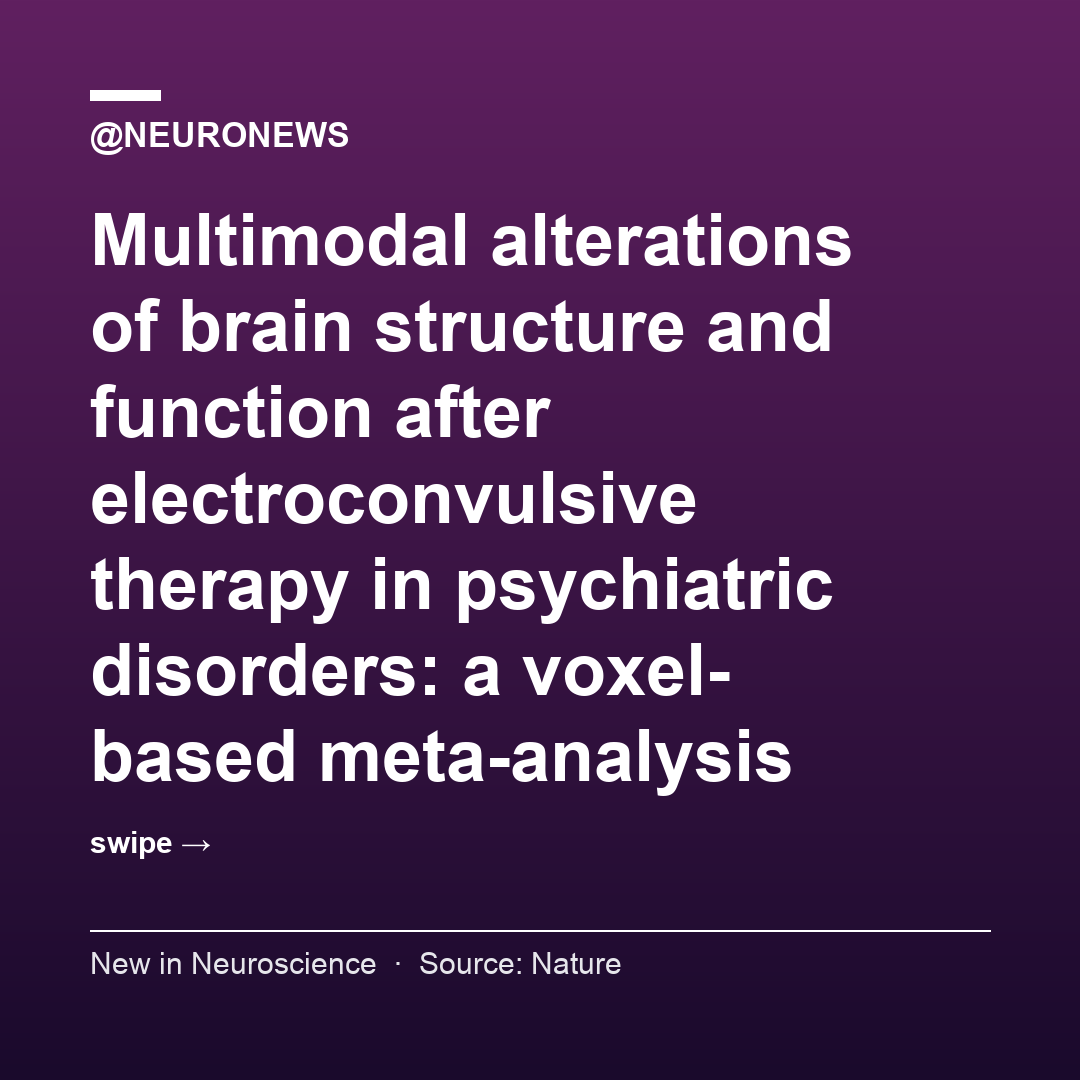 @NEURONEWS
Multimodal alterations
of brain structure and
function after
electroconvulsive
therapy in psychiatric
disorders: a voxel-
based meta-analysis
swipe →
New in Neuroscience · Source: Nature